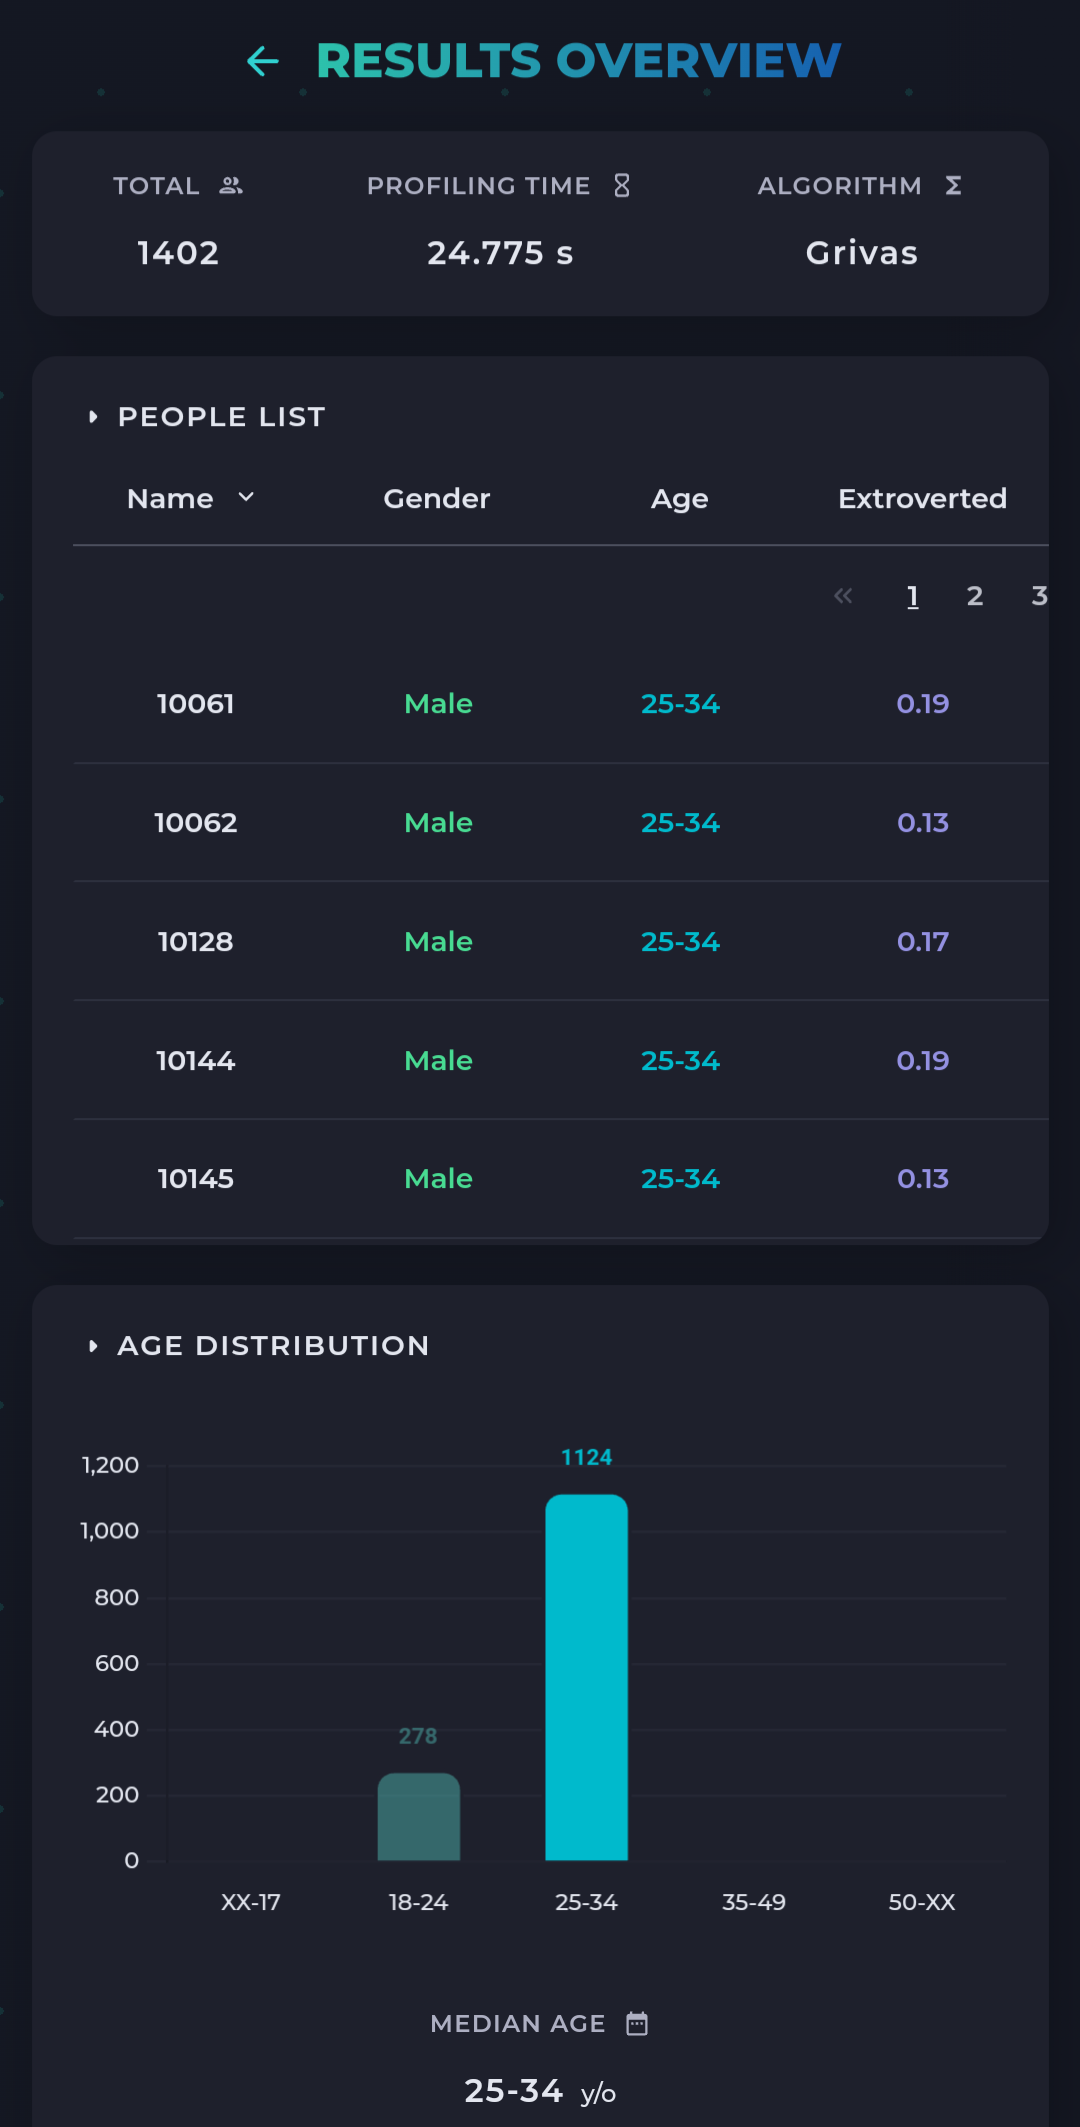 RESULTS OVERVIEW
TOTAL PROFILING TIME ALGORITHM
1402 24.775 s Grivas
PEOPLE LIST
Name Gender Age Extroverted
« 1 2 3
10061 Male 25-34 0.19
10062 Male 25-34 0.13
10128 Male 25-34 0.17
10144 Male 25-34 0.19
10145 Male 25-34 0.13
AGE DISTRIBUTION
1124
1,200
1,000
800
600
400
278
200
0
XX-17 18-24 25-34 35-49 50-XX
MEDIAN AGE
25-34 y/o